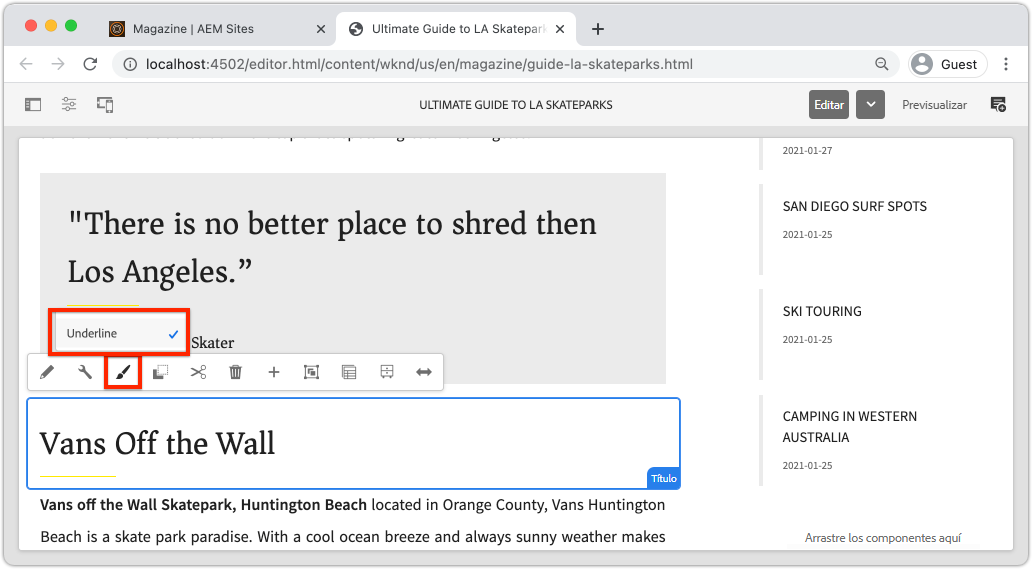 Magazine | AEM Sites
Ultimate Guide to LA Skatepark
localhost:4502/editor.html/content/wknd/us/en/magazine/guide-la-skateparks.html
Guest
ULTIMATE GUIDE TO LA SKATEPARKS
Editar
Previsualizar
"There is no better place to shred then
Los Angeles.”
Underline
Skater
Vans Off the Wall
Título
Vans off the Wall Skatepark, Huntington Beach located in Orange County, Vans Huntington
Beach is a skate park paradise. With a cool ocean breeze and always sunny weather makes
2021-01-27
SAN DIEGO SURF SPOTS
2021-01-25
SKI TOURING
2021-01-25
CAMPING IN WESTERN
AUSTRALIA
2021-01-25
Arrastre los componentes aquí